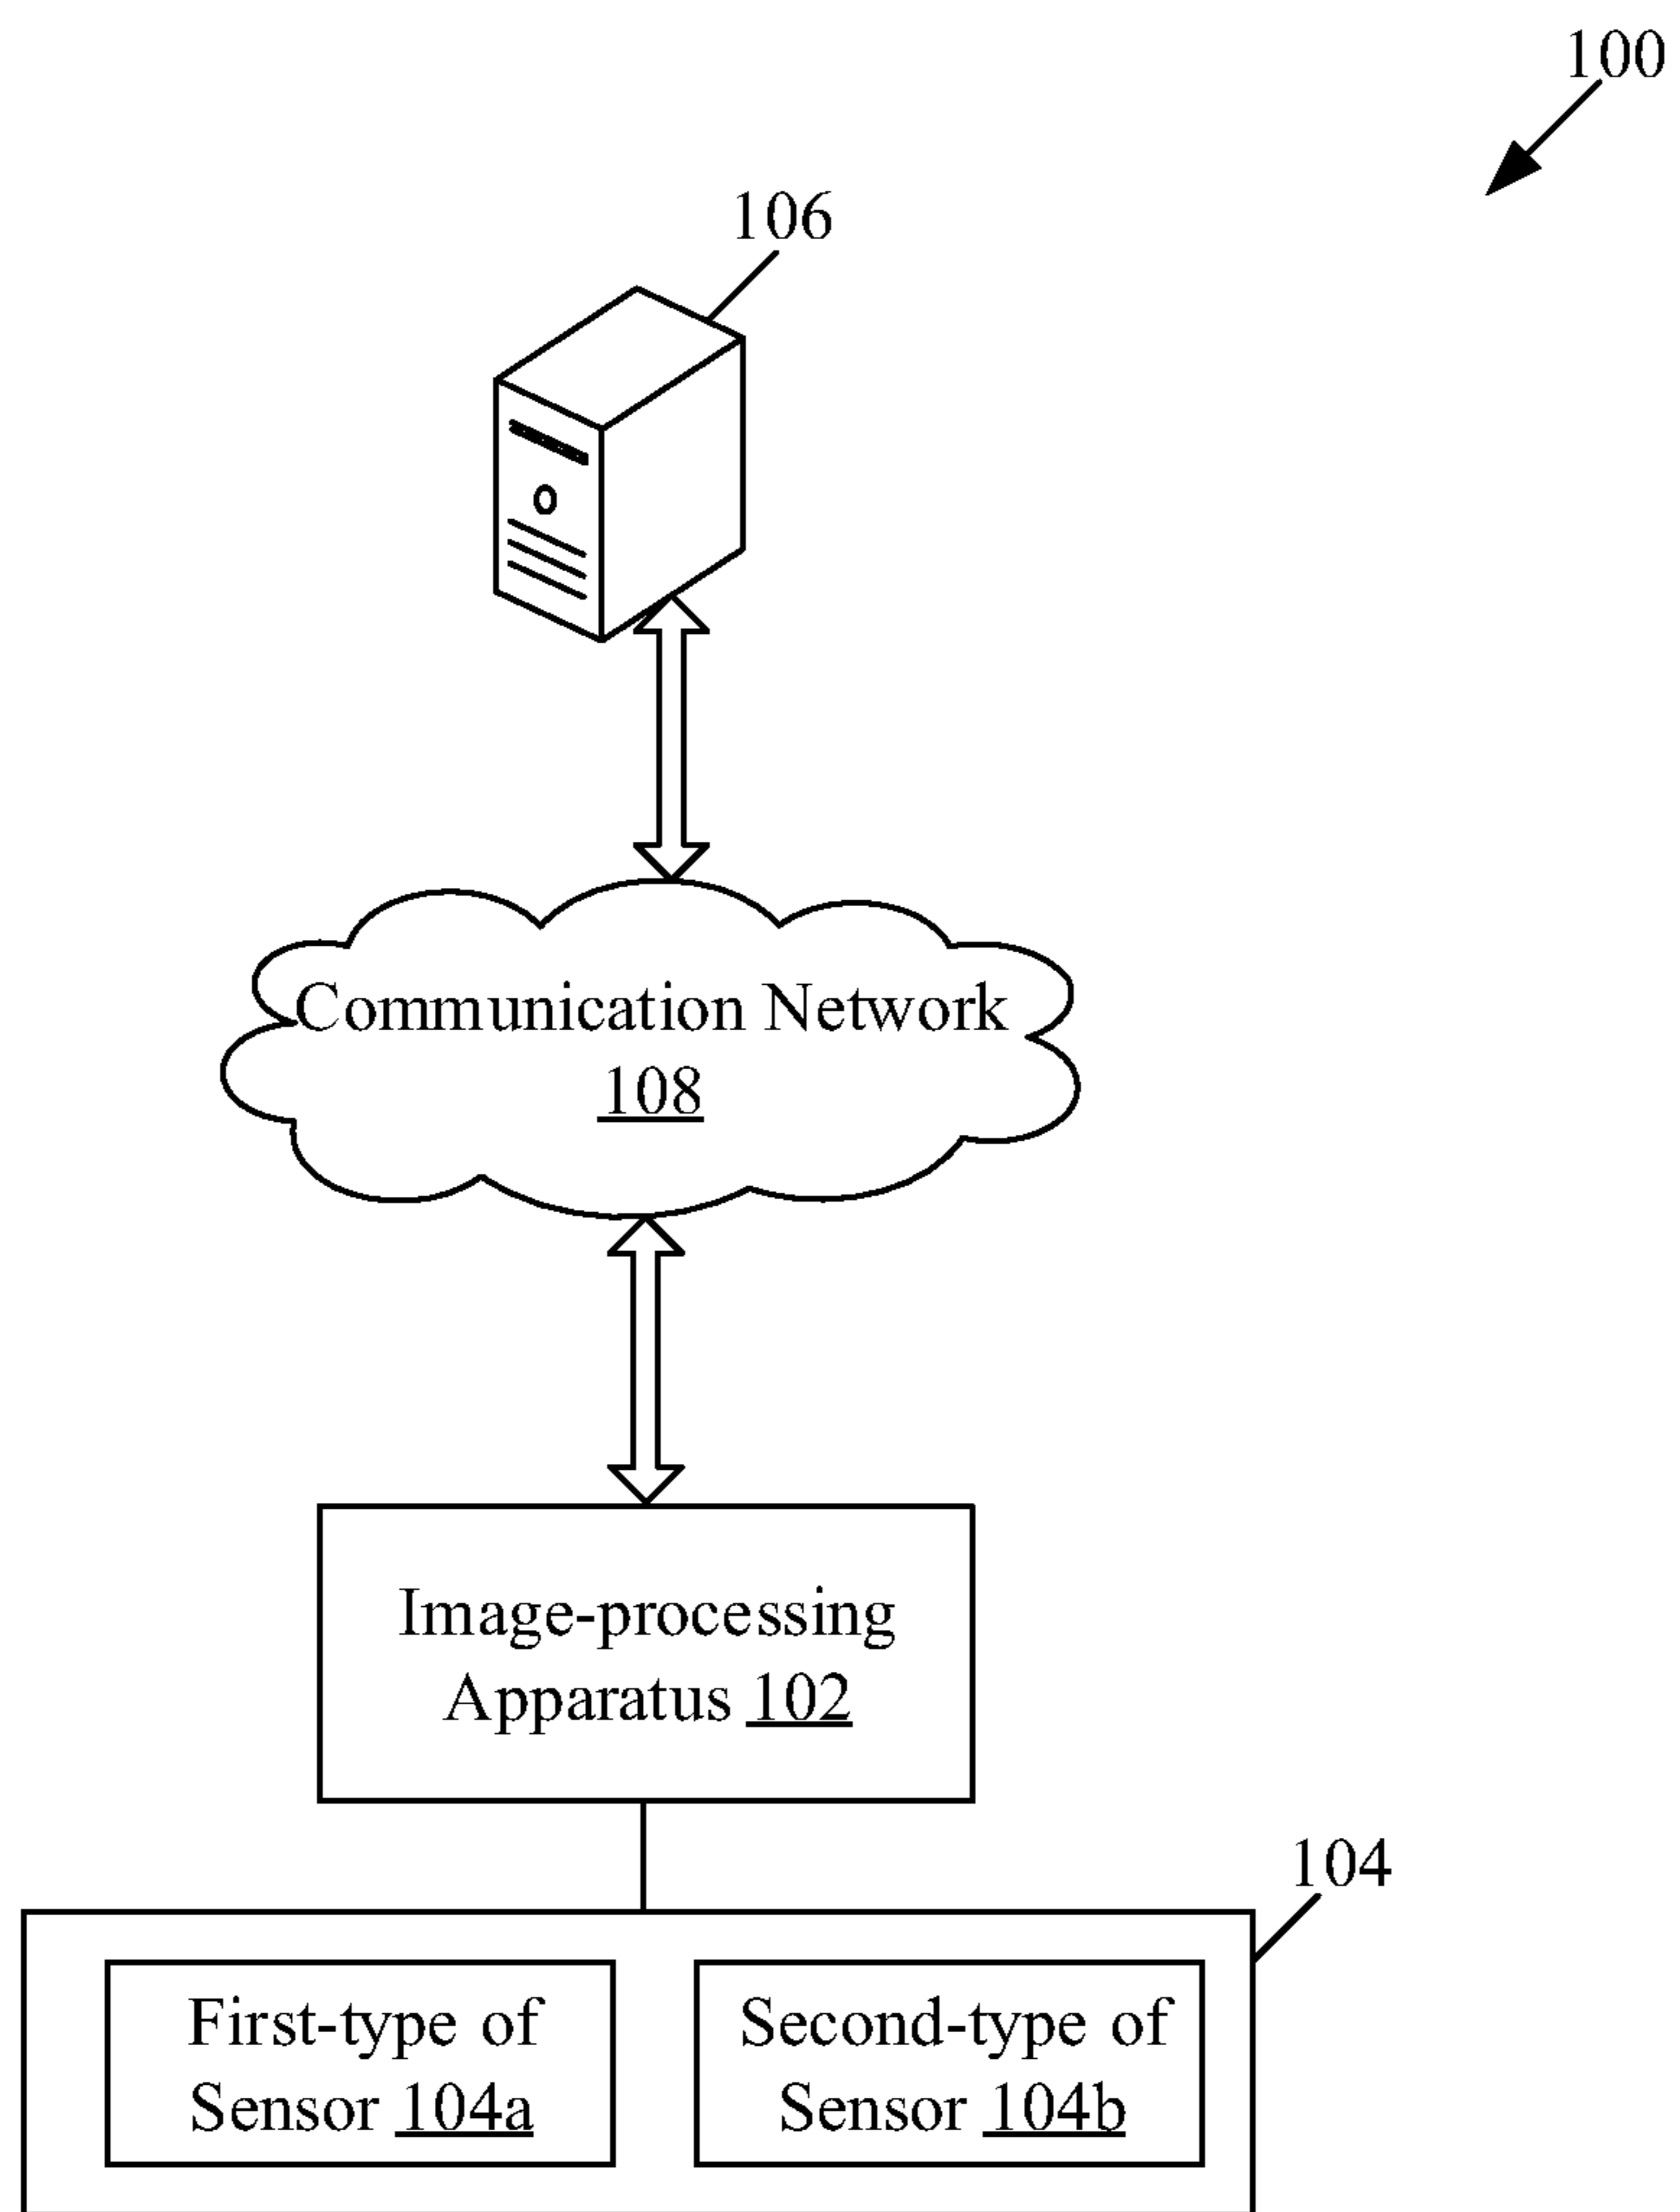 100
106
Communication Network
108
Image-processing
Apparatus 102
104
First-type of
Sensor 104a
Second-type of
Sensor 104b